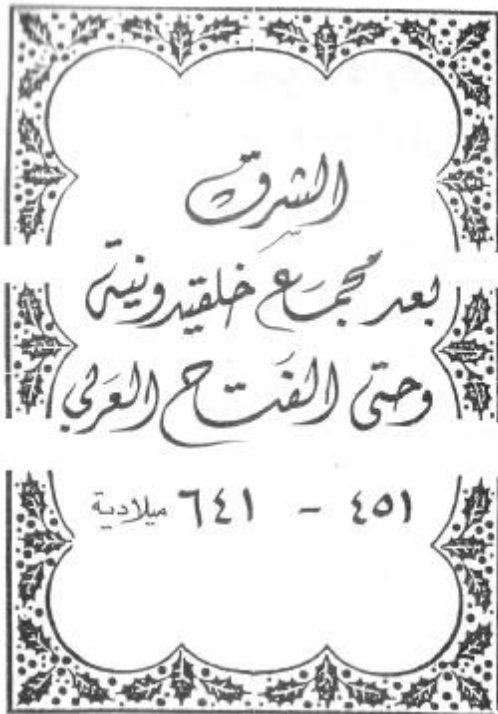 الشرق
بعد مجمع خلقيدونية
وحتى الفتح العربي
٤٥١ - ٦٤١ ميلادية